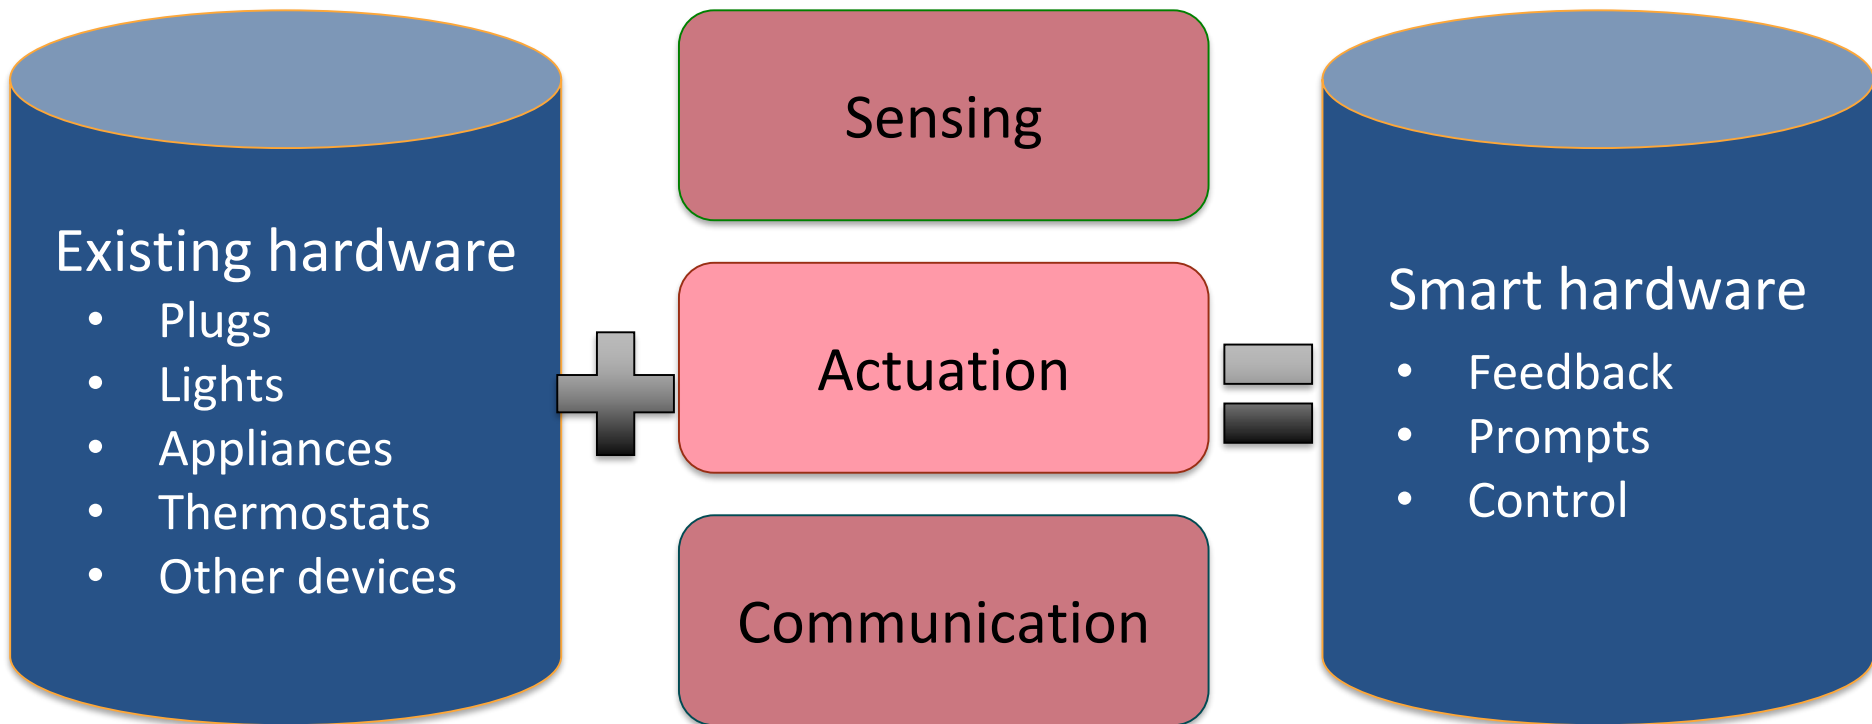 Existing hardware
• Plugs
• Lights
• Appliances
• Thermostats
• Other devices
Sensing
Actuation
Communication
Smart hardware
• Feedback
• Prompts
• Control